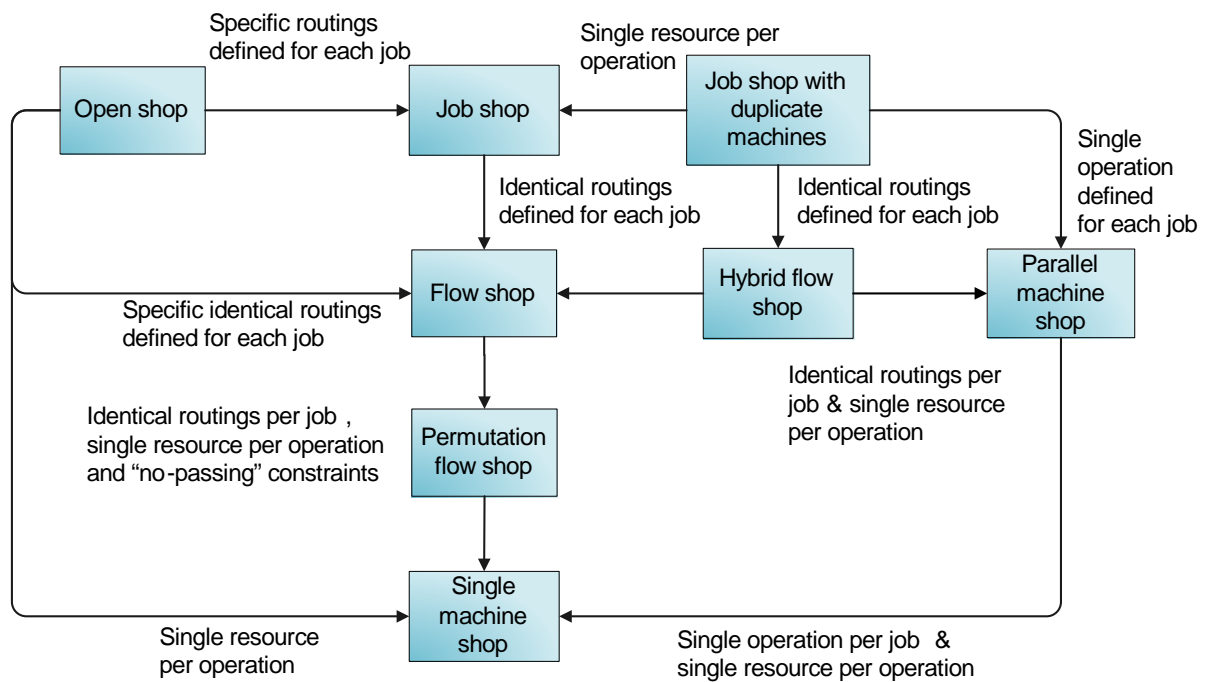 Specific routings
defined for each job
Single resource per
operation
Open shop
Job shop
Job shop with
duplicate
machines
Single
operation
defined
for each job
Identical routings
defined for each job
Identical routings
defined for each job
Flow shop
Hybrid flow
shop
Parallel
machine
shop
Specific identical routings
defined for each job
Identical routings per
job & single resource
per operation
Identical routings per job ,
single resource per operation
and “no-passing” constraints
Permutation
flow shop
Single
machine
shop
Single resource
per operation
Single operation per job &
single resource per operation